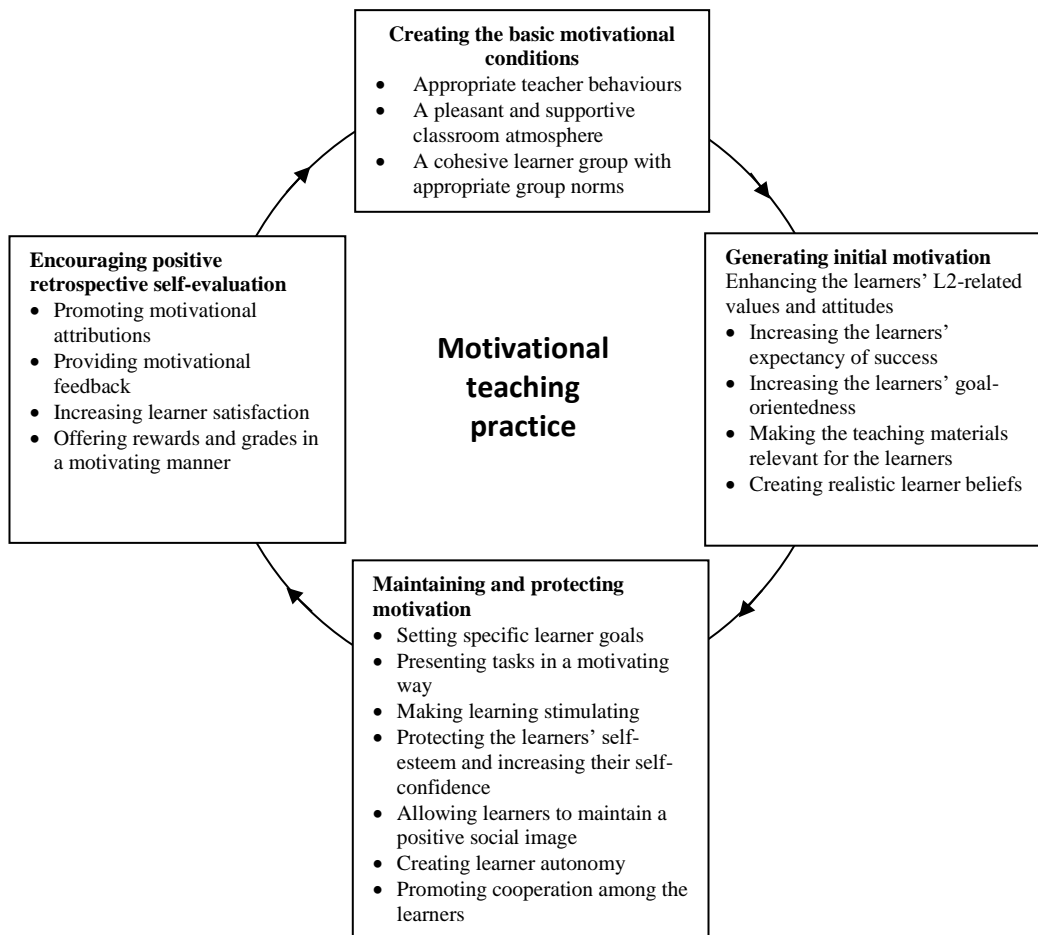 Creating the basic motivational
conditions
• Appropriate teacher behaviours
• A pleasant and supportive
classroom atmosphere
• A cohesive learner group with
appropriate group norms
Generating initial motivation
Enhancing the learners’ L2-related
values and attitudes
• Increasing the learners’
expectancy of success
• Increasing the learners’ goal-
orientedness
• Making the teaching materials
relevant for the learners
• Creating realistic learner beliefs
Maintaining and protecting
motivation
• Setting specific learner goals
• Presenting tasks in a motivating
way
• Making learning stimulating
• Protecting the learners’ self-
esteem and increasing their self-
confidence
• Allowing learners to maintain a
positive social image
• Creating learner autonomy
• Promoting cooperation among the
learners
Encouraging positive
retrospective self-evaluation
• Promoting motivational
attributions
• Providing motivational
feedback
• Increasing learner satisfaction
• Offering rewards and grades in
a motivating manner
Motivational
teaching
practice